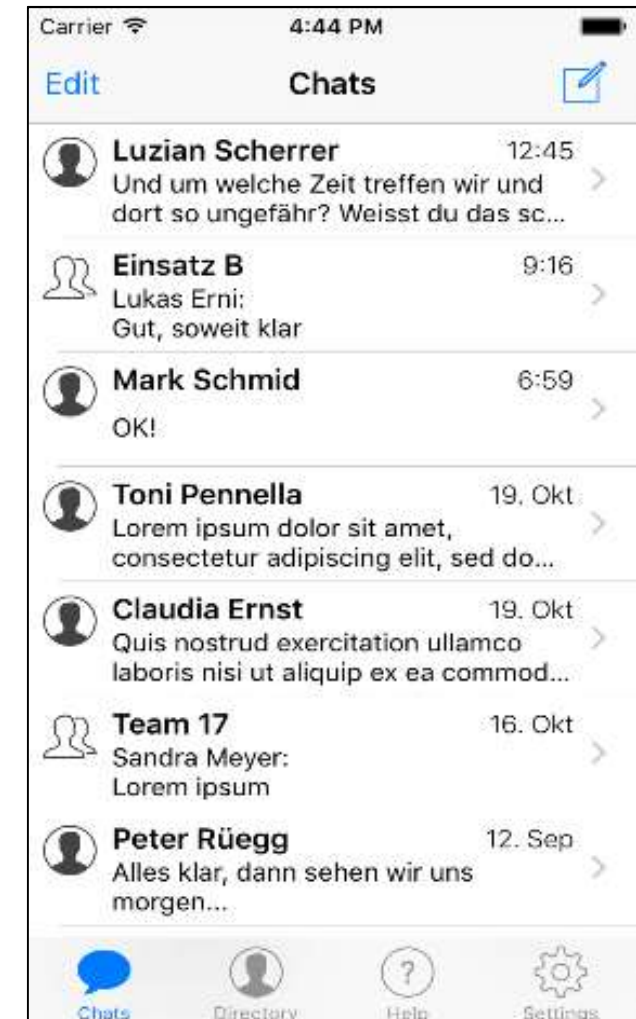 Carrier 4:44 PM
Edit Chats
Luzian Scherrer 12:45
Und um welche Zeit treffen wir und
dort so ungefähr? Weisst du das sc...
Einsatz B 9:16
Lukas Erni:
Gut, soweit klar
Mark Schmid 6:59
OK!
Toni Pennella 19. Okt
Lorem ipsum dolor sit amet,
consectetur adipiscing elit, sed do...
Claudia Ernst 19. Okt
Quis nostrud exercitation ullamco
laboris nisi ut aliquip ex ea commod...
Team 17 16. Okt
Sandra Meyer:
Lorem ipsum
Peter Rüegg 12. Sep
Alles klar, dann sehen wir uns
morgen...
?
Chats Directory Help Settings